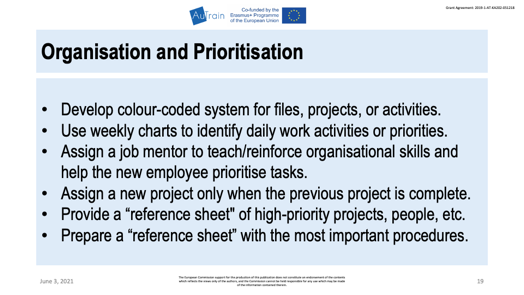 AuTrain
Co-funded by the
Erasmus+ Programme
of the European Union
Grant Agreement: 2019-1-AT-KA202-051218
Organisation and Prioritisation
• Develop colour-coded system for files, projects, or activities.
• Use weekly charts to identify daily work activities or priorities.
• Assign a job mentor to teach/reinforce organisational skills and
help the new employee prioritise tasks.
• Assign a new project only when the previous project is complete.
• Provide a “reference sheet" of high-priority projects, people, etc.
• Prepare a “reference sheet” with the most important procedures.
June 3, 2021
The European Commission support for the production of this publication does not constitute an endorsement of the contents
which reflects the views only of the authors, and the Commission cannot be held responsible for any use which may be made
of the information contained therein.
19